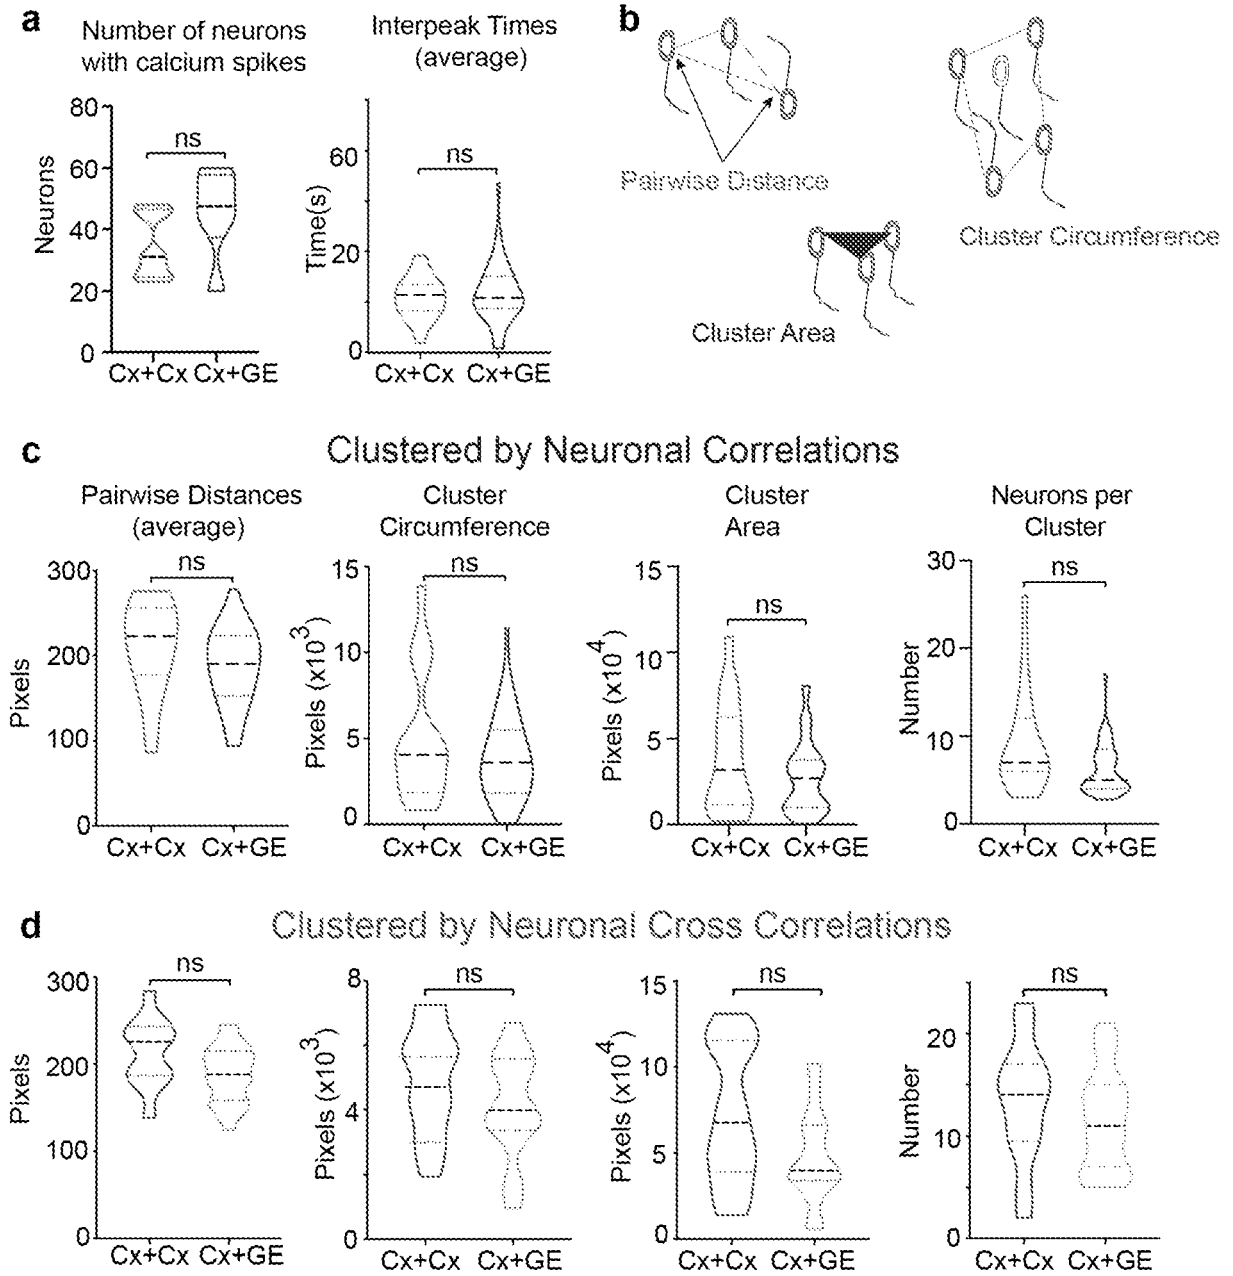 a
Number of neurons
with calcium spikes
80
60
40
20
0
Neurons
ns
Cx+Cx Cx+GE
Interpeak Times
(average)
60
20
0
Time(s)
ns
Cx+Cx Cx+GE
b
Pairwise Distance
Cluster Circumference
Cluster Area
c
Clustered by Neuronal Correlations
Pairwise Distances
(average)
300
200
100
0
Pixels
ns
Cx+Cx Cx+GE
Cluster
Circumference
15
10
5
0
Pixels (x10³)
ns
Cx+Cx Cx+GE
Cluster
Area
15
10
5
0
Pixels (x10⁴)
ns
Cx+Cx Cx+GE
Neurons per
Cluster
30
20
10
0
Number
ns
Cx+Cx Cx+GE
d
Clustered by Neuronal Cross Correlations
300
200
100
0
Pixels
ns
Cx+Cx Cx+GE
8
4
0
Pixels (x10³)
ns
Cx+Cx Cx+GE
15
10
5
0
Pixels (x10⁴)
ns
Cx+Cx Cx+GE
20
10
0
Number
ns
Cx+Cx Cx+GE